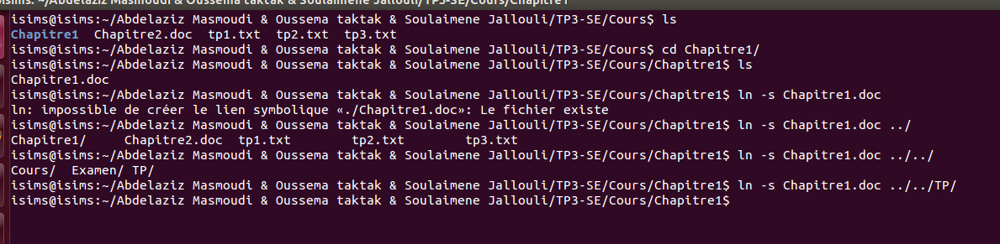 isims: ~/Abdelaziz Masmoudi & Oussema taktak & Soulaimene Jallouli/TP3-SE/Cours/Chapitre1
isims@isims:~/Abdelaziz Masmoudi & Oussema taktak & Soulaimene Jallouli/TP3-SE/Cours$ ls
Chapitre1  Chapitre2.doc  tp1.txt  tp2.txt  tp3.txt
isims@isims:~/Abdelaziz Masmoudi & Oussema taktak & Soulaimene Jallouli/TP3-SE/Cours$ cd Chapitre1/
isims@isims:~/Abdelaziz Masmoudi & Oussema taktak & Soulaimene Jallouli/TP3-SE/Cours/Chapitre1$ ls
Chapitre1.doc
isims@isims:~/Abdelaziz Masmoudi & Oussema taktak & Soulaimene Jallouli/TP3-SE/Cours/Chapitre1$ ln -s Chapitre1.doc
ln: impossible de créer le lien symbolique «./Chapitre1.doc»: Le fichier existe
isims@isims:~/Abdelaziz Masmoudi & Oussema taktak & Soulaimene Jallouli/TP3-SE/Cours/Chapitre1$ ln -s Chapitre1.doc ../
Chapitre1/     Chapitre2.doc  tp1.txt        tp2.txt        tp3.txt
isims@isims:~/Abdelaziz Masmoudi & Oussema taktak & Soulaimene Jallouli/TP3-SE/Cours/Chapitre1$ ln -s Chapitre1.doc ../../
Cours/  Examen/ TP/
isims@isims:~/Abdelaziz Masmoudi & Oussema taktak & Soulaimene Jallouli/TP3-SE/Cours/Chapitre1$ ln -s Chapitre1.doc ../../TP/
isims@isims:~/Abdelaziz Masmoudi & Oussema taktak & Soulaimene Jallouli/TP3-SE/Cours/Chapitre1$